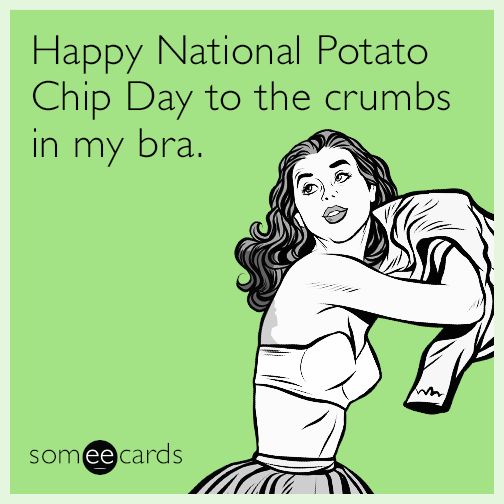 Happy National Potato
Chip Day to the crumbs
in my bra.
someecards